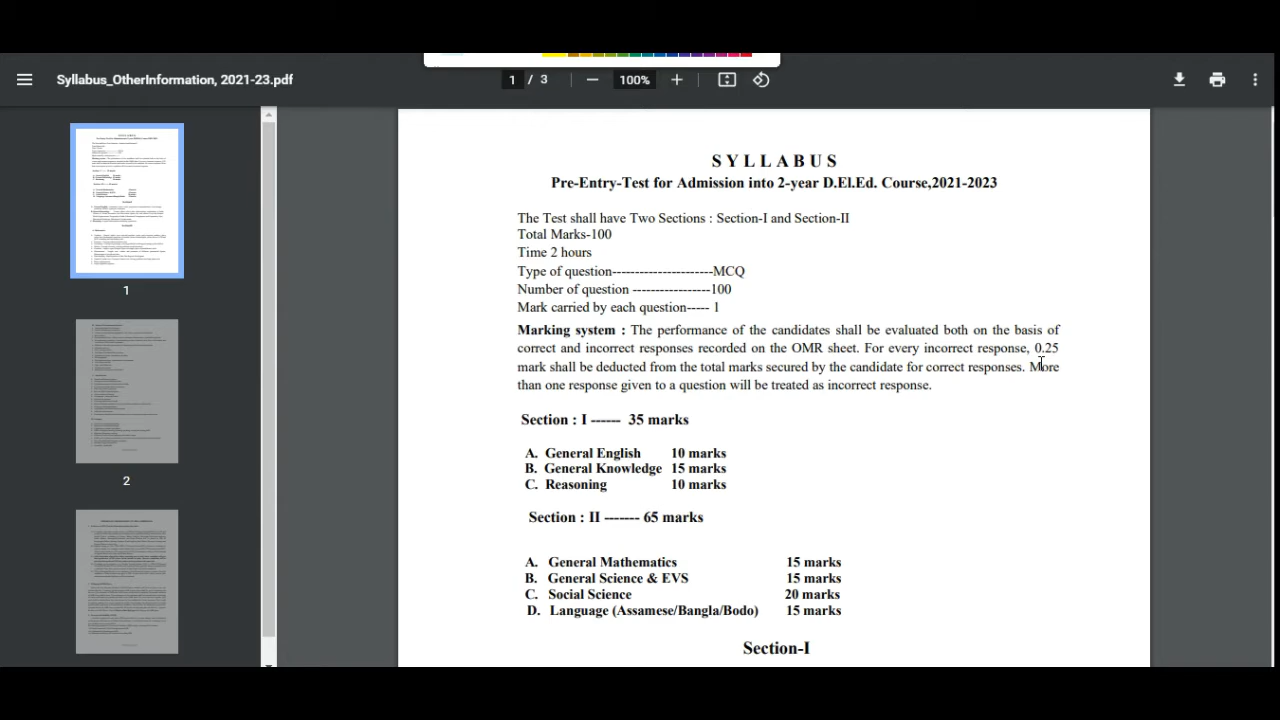 Syllabus_OtherInformation, 2021-23.pdf
1 / 3
100%
SYLLABUS
Pre-Entry-Test for Admission into 2-year D.El.Ed. Course,2021-2023
The Test shall have Two Sections : Section-I and Section-II
Total Marks-100
Time 2 hours
Type of question----------------------MCQ
Number of question -----------------100
Mark carried by each question----- 1
Marking system : The performance of the candidates shall be evaluated both on the basis of
correct and incorrect responses recorded on the OMR sheet. For every incorrect response, 0.25
mark shall be deducted from the total marks secured by the candidate for correct responses. More
than one response given to a question will be treated as incorrect response.
Section : I ------ 35 marks
A. General English 10 marks
B. General Knowledge 15 marks
C. Reasoning 10 marks
Section : II ------- 65 marks
A. General Mathematics 15 marks
B. General Science & EVS 15 marks
C. Social Science 20 marks
D. Language (Assamese/Bangla/Bodo) 15 marks
Section-I
1
2